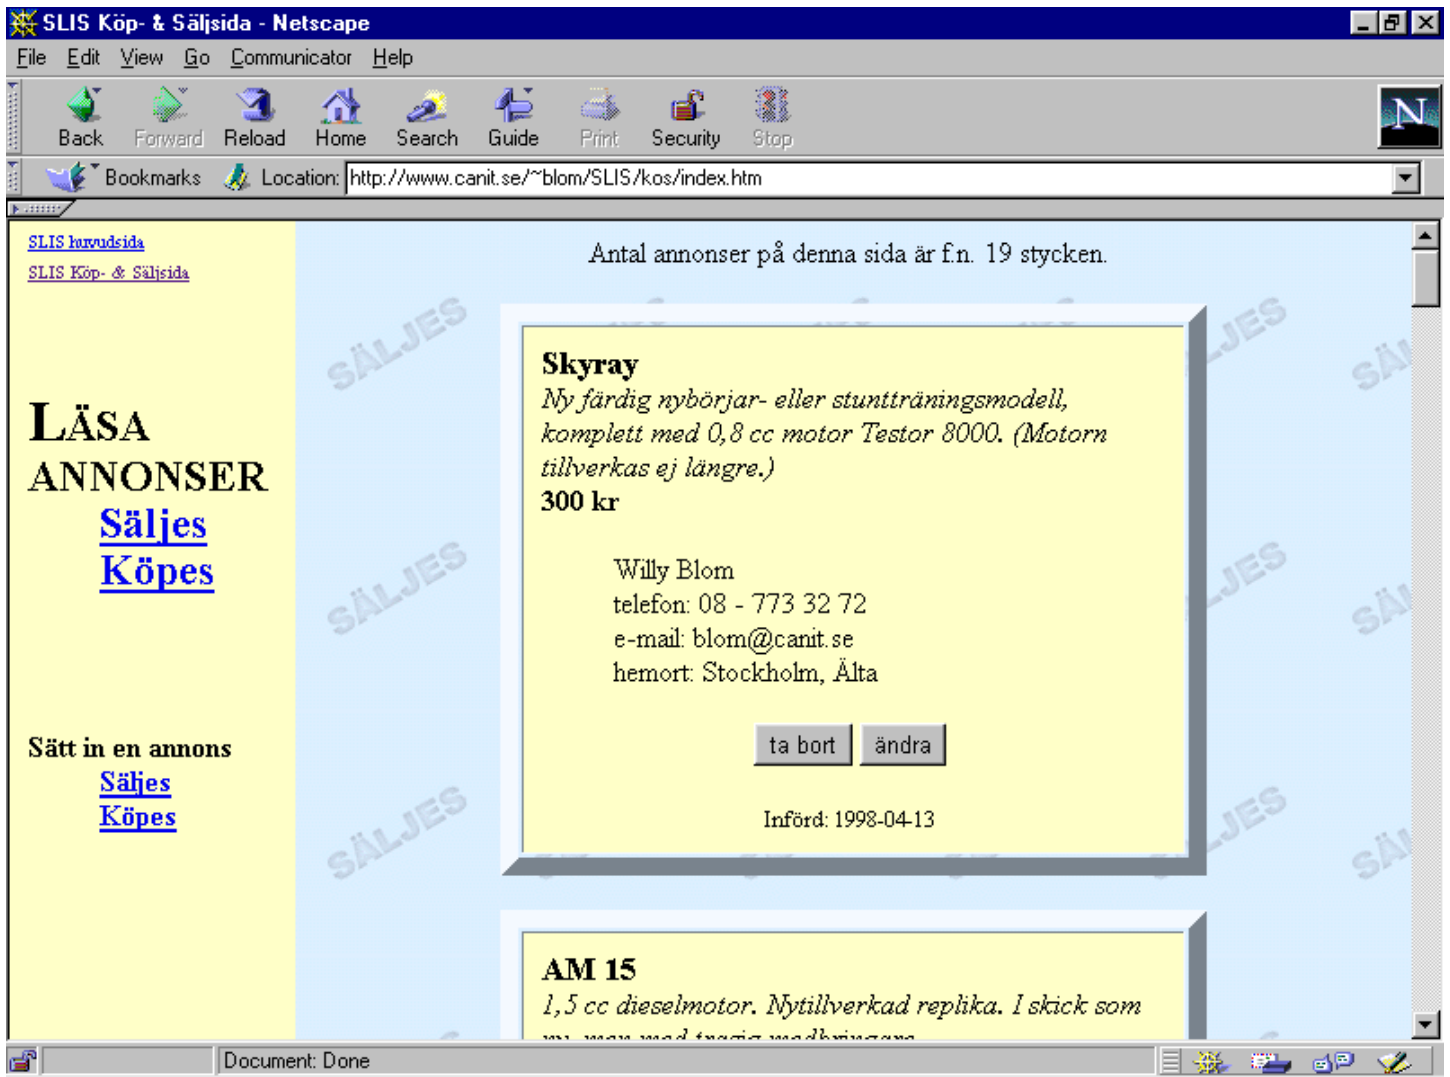 SLIS Köp- & Säljsida - Netscape
File Edit View Go Communicator Help
Back Forward Reload Home Search Guide Print Security Stop
N
Bookmarks Location: http://www.canit.se/~blom/SLIS/kos/index.htm
SLIS huvudsida
SLIS Köp- & Säljsida
LÄSA
ANNONSER
Säljes
Köpes
Sätt in en annons
Säljes
Köpes
Antal annonser på denna sida är f.n. 19 stycken.
SÄLJES
Skyray
Ny färdig nybörjar- eller stuntträningsmodell,
komplett med 0,8 cc motor Testor 8000. (Motorn
tillverkas ej längre.)
300 kr
Willy Blom
telefon: 08 - 773 32 72
e-mail: blom@canit.se
hemort: Stockholm, Älta
ta bort ändra
Införd: 1998-04-13
SÄLJES
SÄLJES
AM 15
1,5 cc dieselmotor. Nytillverkad replika. I skick som
Document: Done